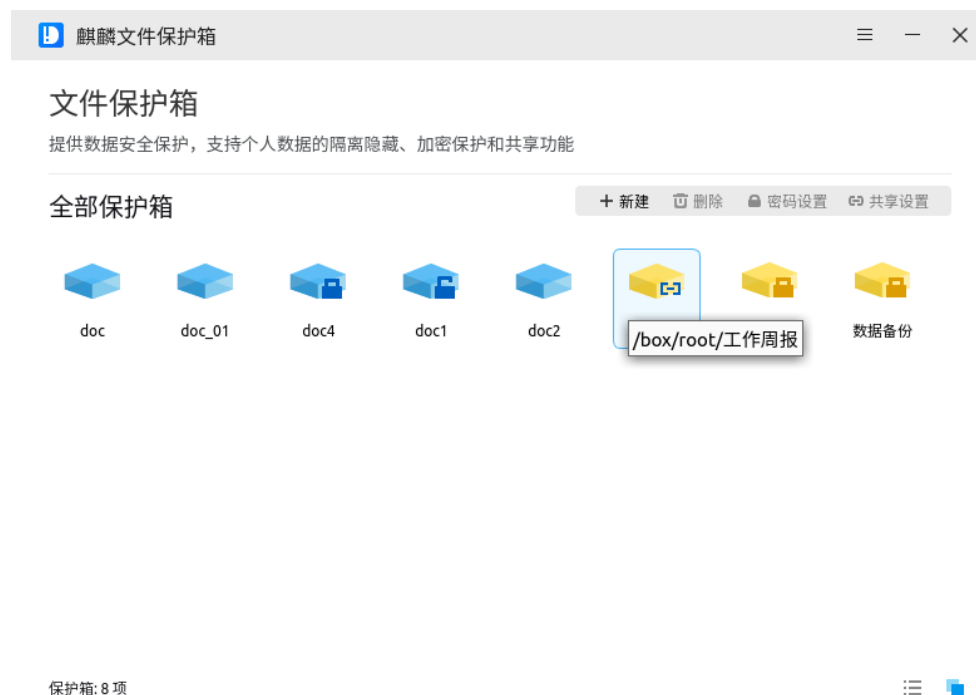 麒麟文件保护箱
文件保护箱
提供数据安全保护，支持个人数据的隔离隐藏、加密保护和共享功能
全部保护箱
新建 删除 密码设置 共享设置
doc doc_01 doc4 doc1 doc2 数据备份
/box/root/工作周报
保护箱: 8 项